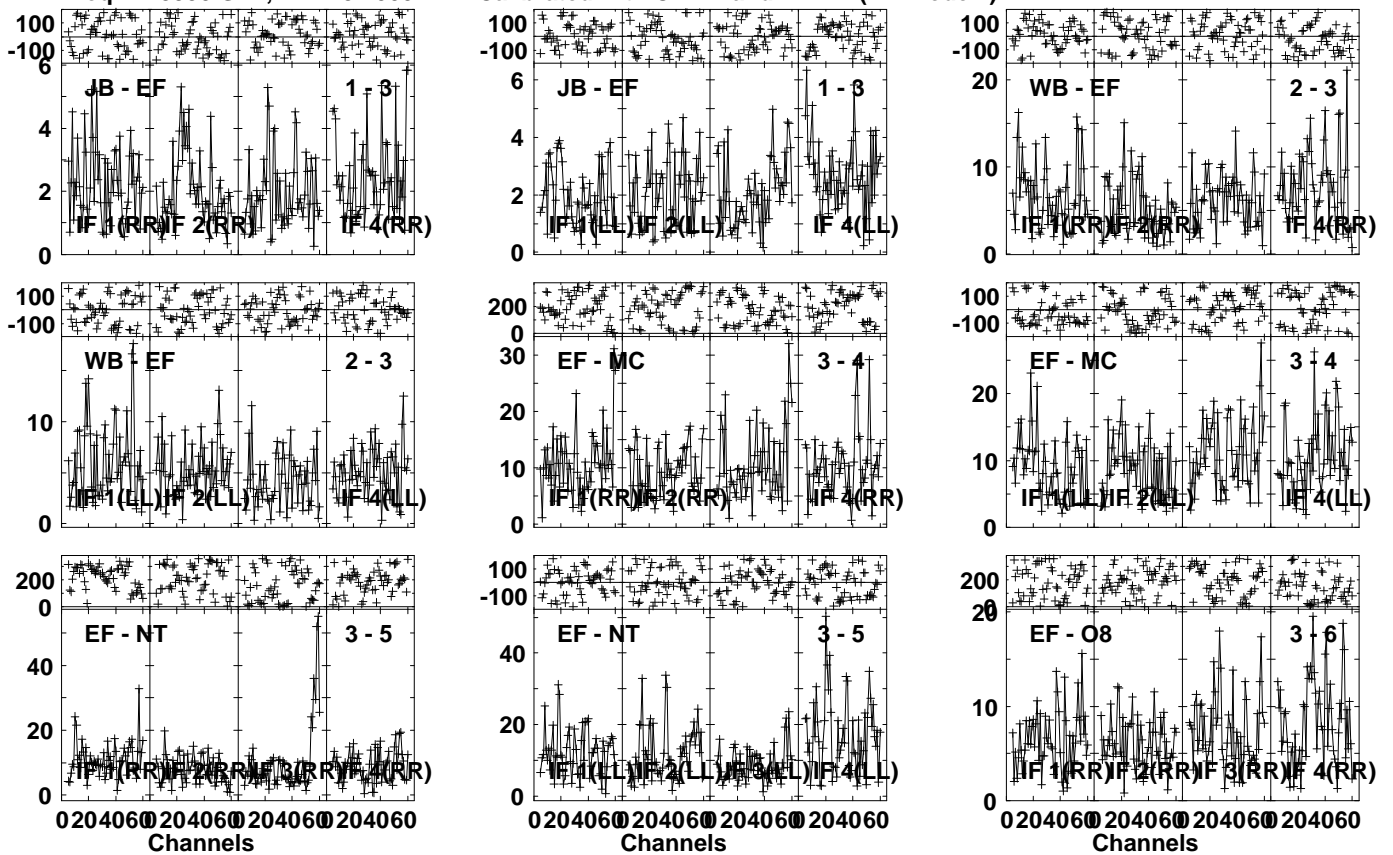 100 100 100
-100 -100 -100
6 6
JB - EF 1 - 3 JB - EF 1 - 3 20 WB - EF 2 - 3
4 4
10
2 2
IF 1(RR) IF 2(RR) IF 4(RR) IF 1(LL) IF 2(LL) IF 4(LL) IF 1(RR) IF 2(RR) IF 4(RR)
0 0 0
100 200 100
-100 0 -100
WB - EF 2 - 3 30 EF - MC 3 - 4 EF - MC 3 - 4
20 20
10 10 10
IF 1(LL) IF 2(LL) IF 4(LL) IF 1(RR) IF 2(RR) IF 4(RR) IF 1(LL) IF 2(LL) IF 4(LL)
0 0 0
200 100 200
0 -100 0
20
EF - NT 3 - 5 EF - NT 3 - 5 EF - O8 3 - 6
40 40
10
20 20
IF 1(RR) IF 2(RR) IF 3(RR) IF 4(RR) IF 1(LL) IF 2(LL) IF 3(LL) IF 4(LL) IF 1(RR) IF 2(RR) IF 3(RR) IF 4(RR)
0 0 0
0 20 40 60 0 20 40 60 0 20 40 60 0 20 40 60 0 20 40 60 0 20 40 60 0 20 40 60 0 20 40 60 0 20 40 60 0 20 40 60 0 20 40 60 0 20 40 60
Channels Channels Channels